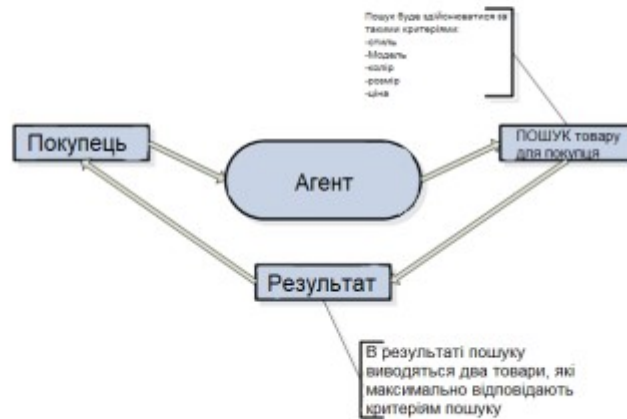 Пошук буде здійснюватися за
такими критеріями:
-стиль
-Модель
-колір
-розмір
-ціна
Покупець
Агент
ПОШУК товару
для покупця
Результат
В результаті пошуку
виводяться два товари, які
максимально відповідають
критеріям пошуку